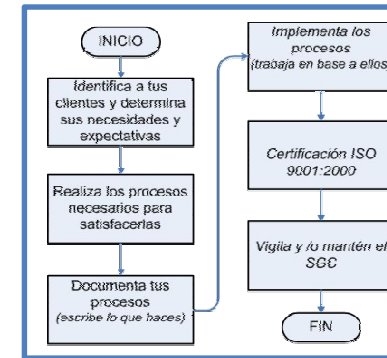 INICIO
Identifica a tus
clientes y determina
sus necesidades y
expectativas
Realiza los procesos
necesarios para
satisfacerlas
Documenta tus
procesos
(escribe lo que haces)
Implementa los
procesos
(trabaja en base a ellos)
Certificación ISO
9001:2000
Vigila y/o mantén el
SGC
FIN